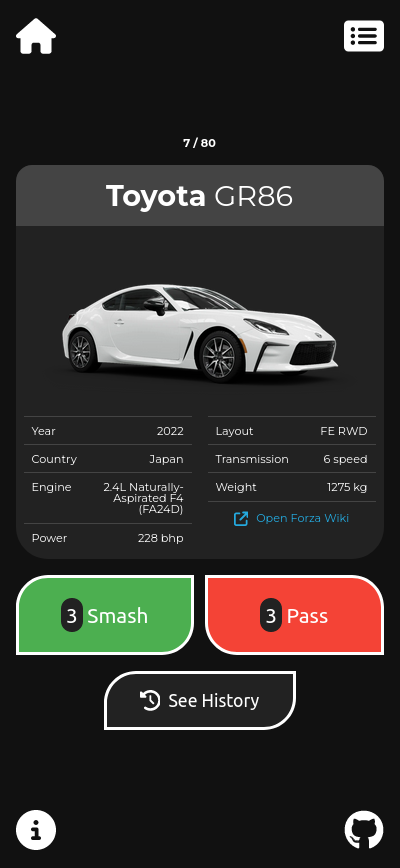 7 / 80
Toyota GR86
Year 2022
Country Japan
Engine 2.4L Naturally-
Aspirated F4
(FA24D)
Power 228 bhp
Layout FE RWD
Transmission 6 speed
Weight 1275 kg
Open Forza Wiki
3 Smash
3 Pass
See History